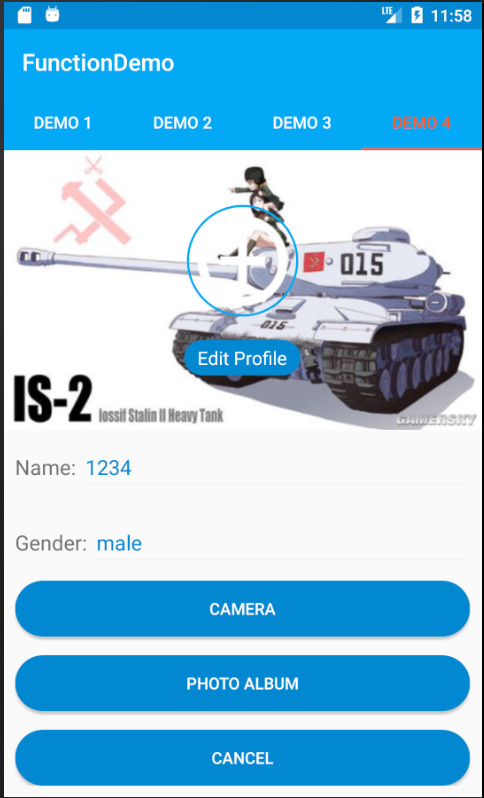 LTE 11:58
FunctionDemo
DEMO 1 DEMO 2 DEMO 3 DEMO 4
015
015
Edit Profile
IS-2 Iossif Stalin II Heavy Tank
GAMERSKY
Name: 1234
Gender: male
CAMERA
PHOTO ALBUM
CANCEL